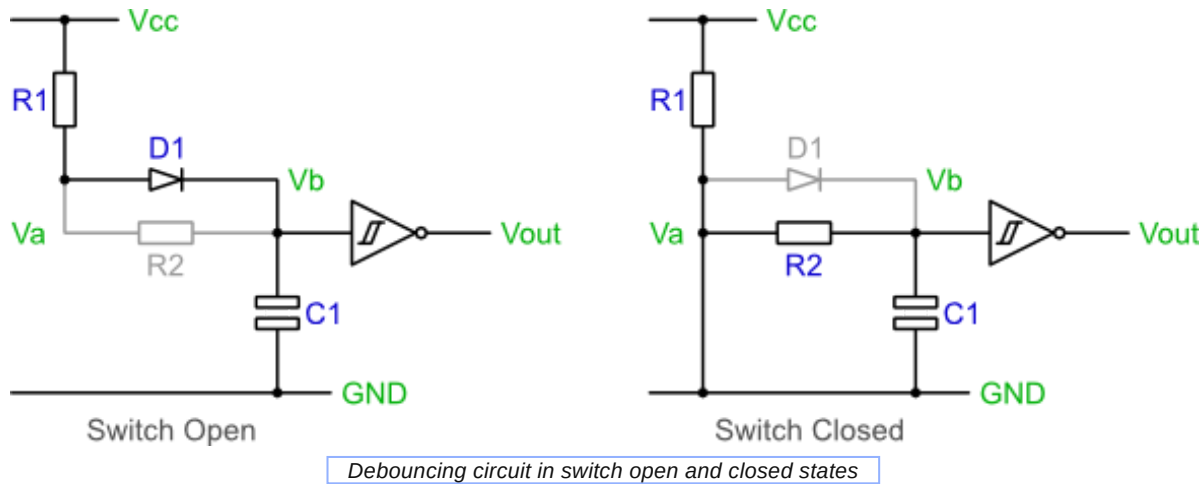 Vcc
R1
D1
Vb
Va
R2
Vout
C1
GND
Switch Open
Vcc
R1
D1
Vb
Va
R2
Vout
C1
GND
Switch Closed
Debouncing circuit in switch open and closed states